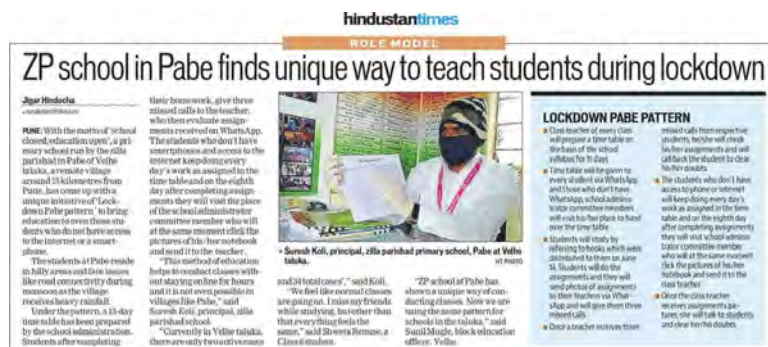 hindustantimes
ROLE MODEL
ZP school in Pabe finds unique way to teach students during lockdown
Jigar Hindocha
PUNE: With the motto of 'school
closed, education open', a pri-
mary school run by the zilla
parishad in Pabe of Velhe
taluka, a remote village
around 75 kilometres from
Pune, has come up with a
unique initiative of 'Lock-
down Pabe pattern' to bring
education to even those stu-
dents who do not have access
to the internet or a smart-
phone.
The students at Pabe reside
in hilly areas and face issues
like road connectivity during
monsoon as the village
receives heavy rainfall.
Under the pattern, a 15-day
time table has been prepared
by the school administration.
Students after completing
their homework, give three
missed calls to the teacher,
who then evaluate assign-
ments received on WhatsApp.
The students who don't have
smartphones and access to the
internet keep doing every
day's work as assigned in the
time table and on the eighth
day after completing assign-
ments they will visit the place
of the school administrator
committee member who will
at the same moment click the
pictures of his/her notebook
and send it to the teacher.
"This method of education
helps to conduct classes with-
out staying online for hours
and it is not even possible in
villages like Pabe," said
Suresh Koli, principal, zilla
parishad school.
"Currently in Velhe taluka,
there are only two active cases
Suresh Koli, principal, zilla parishad primary school, Pabe at Velhe
taluka.
HT PHOTO
and 34 total cases'," said Koli.
"We feel like normal classes
are going on. I miss my friends
while studying, but other than
that everything feels the
same," said Shweta Renuse, a
Class 6 student.
"ZP school at Pabe has
shown a unique way of con-
ducting classes. Now we are
using the same pattern for
schools in the taluka," said
Sunil Mugle, block education
officer, Velhe.
LOCKDOWN PABE PATTERN
Class teacher of every class
will prepare a time table on
the basis of the school
syllabus for 15 days
Time table will be given to
every student via WhatsApp,
and those who don't have
WhatsApp, school adminis-
trator committee members
will visit his/her place to hand
over the time table
Students will study by
referring to books which were
distributed to them on June
14. Students will do the
assignments and they will
send photos of assignments
to their teachers via What-
sApp and will give them three
missed calls
Once a teacher receives three
missed calls from respective
students, he/she will check
his/her assignments and will
call back the student to clear
his/her doubts
The students who don't have
access to phone or internet
will keep doing every day's
work as assigned in the time
table and on the eighth day
after completing assignments
they will visit school adminis-
trator committee member
who will at the same moment
click the pictures of his/her
notebook and send it to the
class teacher
Once the class teacher
receives assignments pic-
tures, she will talk to students
and clear her/his doubts